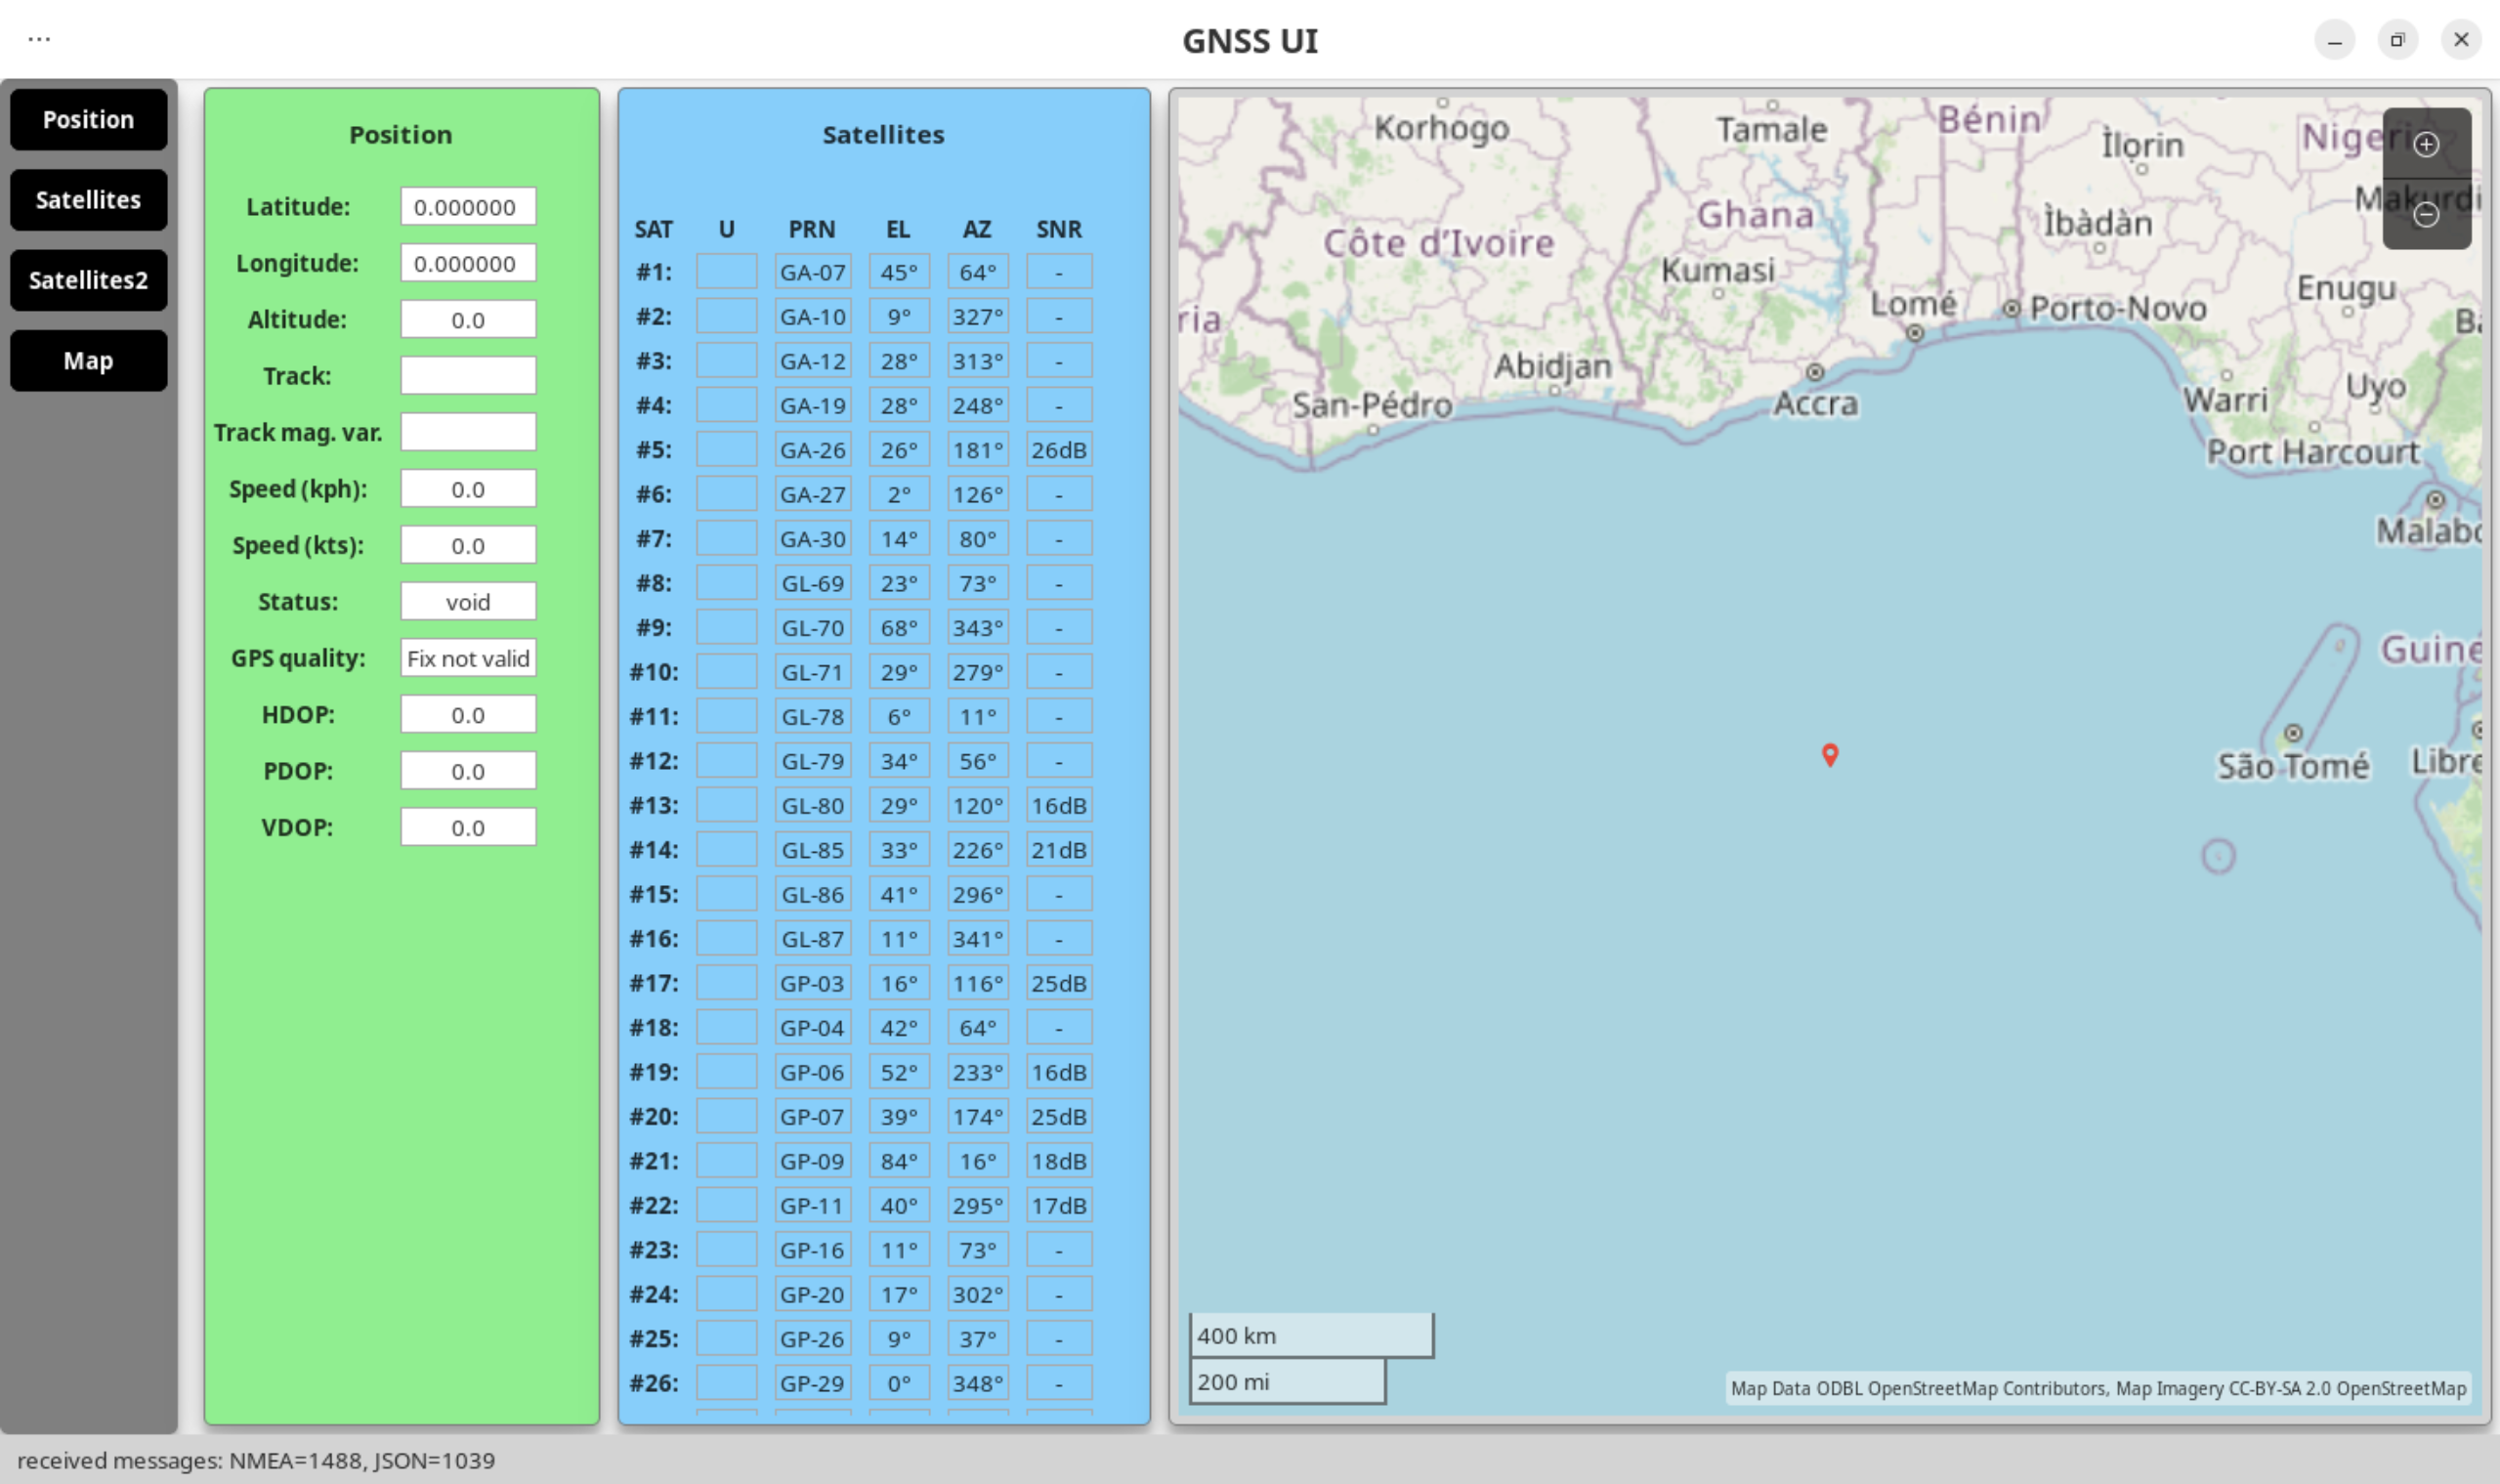 ...
GNSS UI
Position
Satellites
Satellites2
Map
Position
Latitude: 0.000000
Longitude: 0.000000
Altitude: 0.0
Track:
Track mag. var.
Speed (kph): 0.0
Speed (kts): 0.0
Status: void
GPS quality: Fix not valid
HDOP: 0.0
PDOP: 0.0
VDOP: 0.0
Satellites
SAT U PRN EL AZ SNR
#1: GA-07 45° 64° -
#2: GA-10 9° 327° -
#3: GA-12 28° 313° -
#4: GA-19 28° 248° -
#5: GA-26 26° 181° 26dB
#6: GA-27 2° 126° -
#7: GA-30 14° 80° -
#8: GL-69 23° 73° -
#9: GL-70 68° 343° -
#10: GL-71 29° 279° -
#11: GL-78 6° 11° -
#12: GL-79 34° 56° -
#13: GL-80 29° 120° 16dB
#14: GL-85 33° 226° 21dB
#15: GL-86 41° 296° -
#16: GL-87 11° 341° -
#17: GP-03 16° 116° 25dB
#18: GP-04 42° 64° -
#19: GP-06 52° 233° 16dB
#20: GP-07 39° 174° 25dB
#21: GP-09 84° 16° 18dB
#22: GP-11 40° 295° 17dB
#23: GP-16 11° 73° -
#24: GP-20 17° 302° -
#25: GP-26 9° 37° -
#26: GP-29 0° 348° -
Korhogo
Tamale
Bénin
Ìlọrin
Nigeria
Makurdi
Côte d’Ivoire
Ghana
Ìbàdàn
Kumasi
Enugu
ria
Lomé
Porto-Novo
Ba
Abidjan
San-Pédro
Accra
Warri
Uyo
Port Harcourt
Malabo
Guine
São Tomé
Libre
400 km
200 mi
Map Data ODBL OpenStreetMap Contributors, Map Imagery CC-BY-SA 2.0 OpenStreetMap
received messages: NMEA=1488, JSON=1039